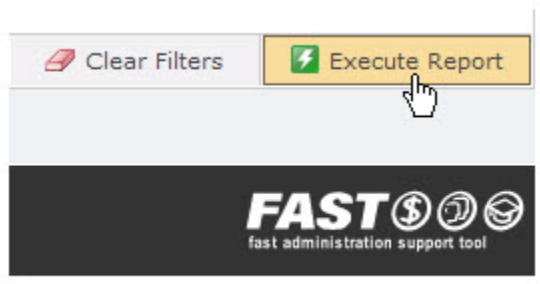 Clear Filters
Execute Report
FAST
fast administration support tool